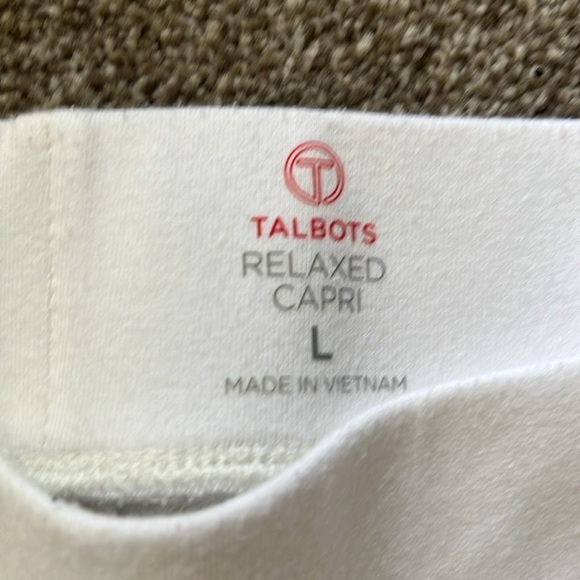 T
TALBOTS
RELAXED
CAPRI
L
MADE IN VIETNAM